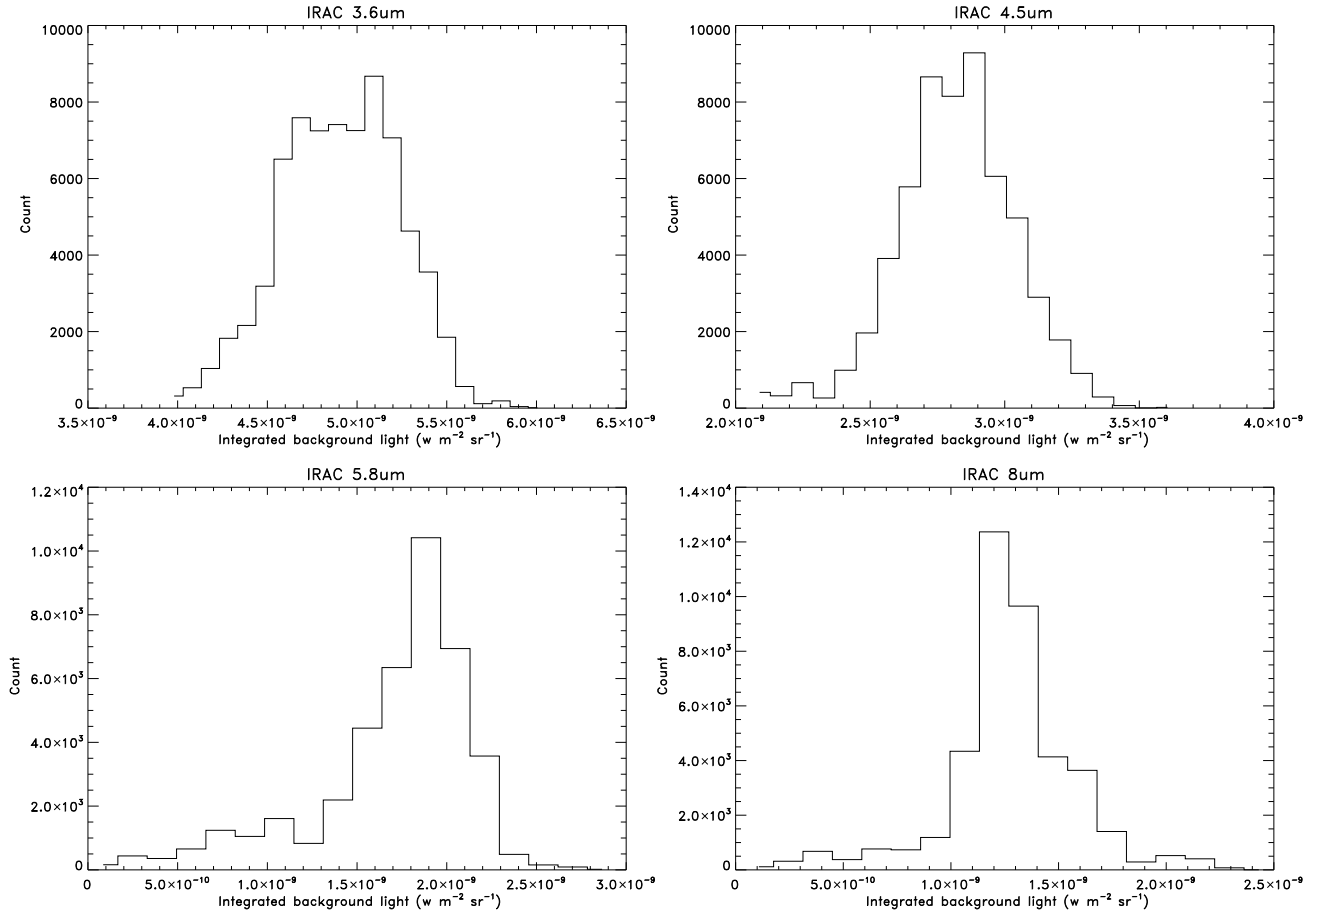 IRAC 3.6um
10000
8000
6000
4000
2000
0
Count
3.5×10⁻⁹ 4.0×10⁻⁹ 4.5×10⁻⁹ 5.0×10⁻⁹ 5.5×10⁻⁹ 6.0×10⁻⁹ 6.5×10⁻⁹
Integrated background light (w m⁻² sr⁻¹)
IRAC 4.5um
10000
8000
6000
4000
2000
0
Count
2.0×10⁻⁹ 2.5×10⁻⁹ 3.0×10⁻⁹ 3.5×10⁻⁹ 4.0×10⁻⁹
Integrated background light (w m⁻² sr⁻¹)
IRAC 5.8um
1.2×10⁴
1.0×10⁴
8.0×10³
6.0×10³
4.0×10³
2.0×10³
0
Count
0 5.0×10⁻¹⁰ 1.0×10⁻⁹ 1.5×10⁻⁹ 2.0×10⁻⁹ 2.5×10⁻⁹ 3.0×10⁻⁹
Integrated background light (w m⁻² sr⁻¹)
IRAC 8um
1.4×10⁴
1.2×10⁴
1.0×10⁴
8.0×10³
6.0×10³
4.0×10³
2.0×10³
0
Count
0 5.0×10⁻¹⁰ 1.0×10⁻⁹ 1.5×10⁻⁹ 2.0×10⁻⁹ 2.5×10⁻⁹
Integrated background light (w m⁻² sr⁻¹)